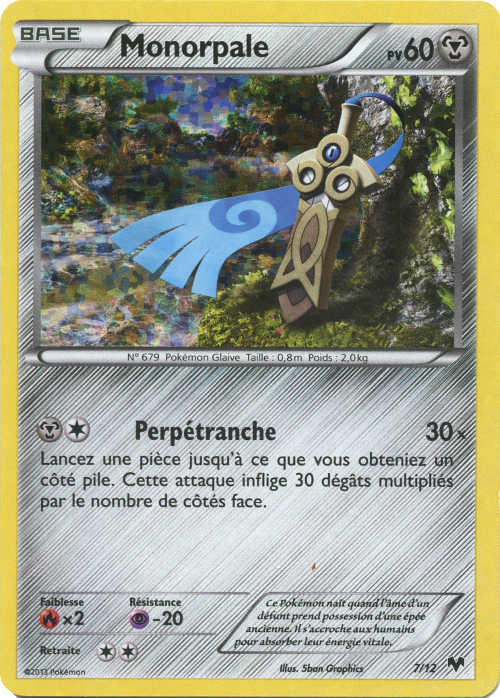 BASE Monorpale PV60
N° 679 Pokémon Glaive Taille : 0,8m Poids : 2,0kg
Perpétranche 30x
Lancez une pièce jusqu'à ce que vous obteniez un
côté pile. Cette attaque inflige 30 dégâts multipliés
par le nombre de côtés face.
Faiblesse Résistance
×2 -20
Retraite
Ce Pokémon naît quand l'âme d'un
défunt prend possession d'une épée
ancienne. Il s'accroche aux humains
pour absorber leur énergie vitale.
©2013 Pokémon Illus. 5ban Graphics 7/12